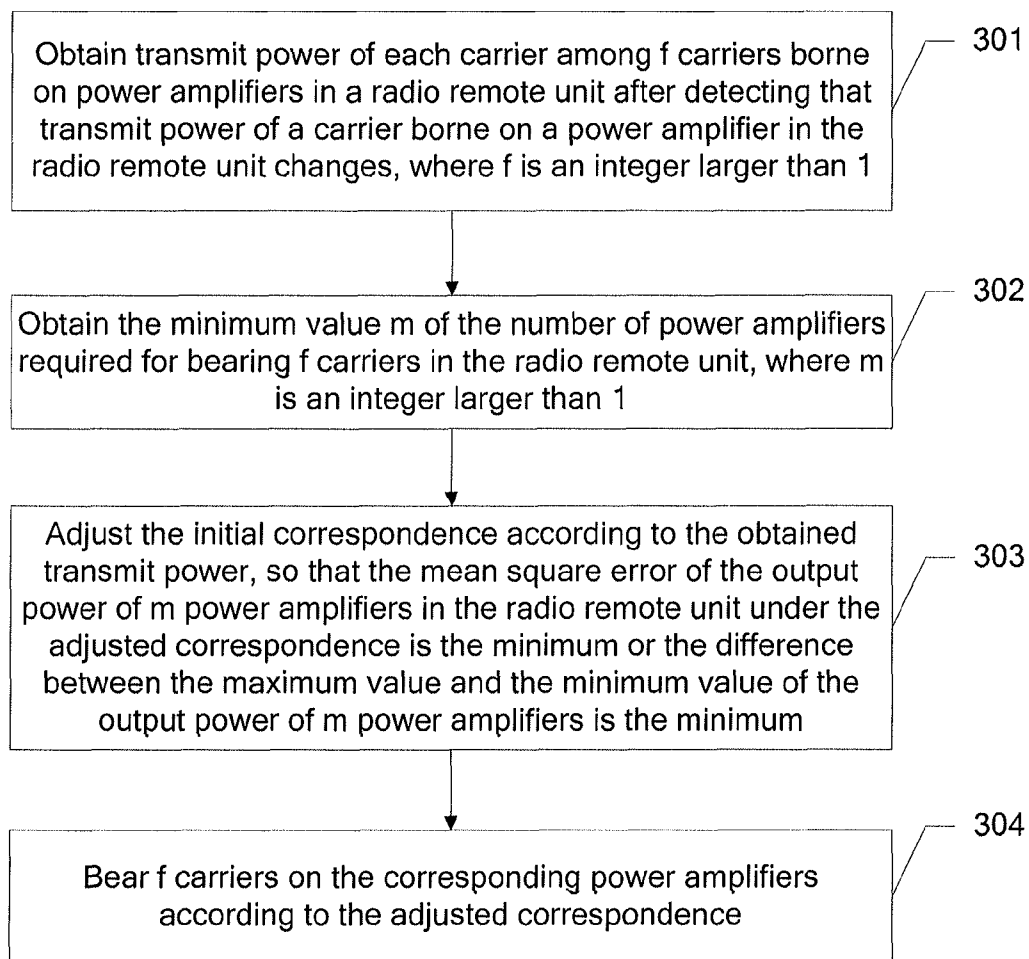 Obtain transmit power of each carrier among f carriers borne
on power amplifiers in a radio remote unit after detecting that
transmit power of a carrier borne on a power amplifier in the
radio remote unit changes, where f is an integer larger than 1
301
Obtain the minimum value m of the number of power amplifiers
required for bearing f carriers in the radio remote unit, where m
is an integer larger than 1
302
Adjust the initial correspondence according to the obtained
transmit power, so that the mean square error of the output
power of m power amplifiers in the radio remote unit under the
adjusted correspondence is the minimum or the difference
between the maximum value and the minimum value of the
output power of m power amplifiers is the minimum
303
Bear f carriers on the corresponding power amplifiers
according to the adjusted correspondence
304